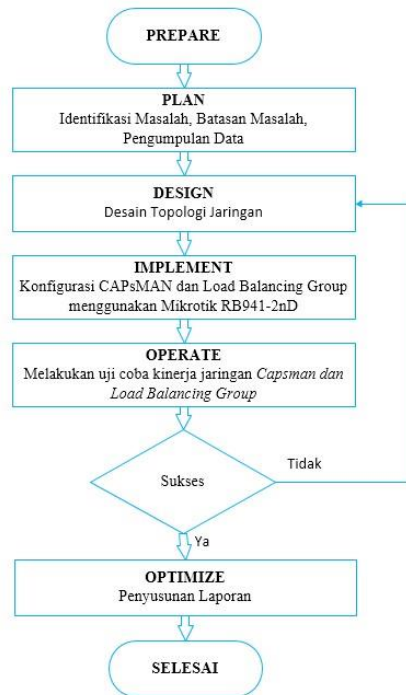 PREPARE
PLAN
Identifikasi Masalah, Batasan Masalah,
Pengumpulan Data
DESIGN
Desain Topologi Jaringan
IMPLEMENT
Konfigurasi CAPsMAN dan Load Balancing Group
menggunakan Mikrotik RB941-2nD
OPERATE
Melakukan uji coba kinerja jaringan Capsman dan
Load Balancing Group
Sukses
Tidak
Ya
OPTIMIZE
Penyusunan Laporan
SELESAI